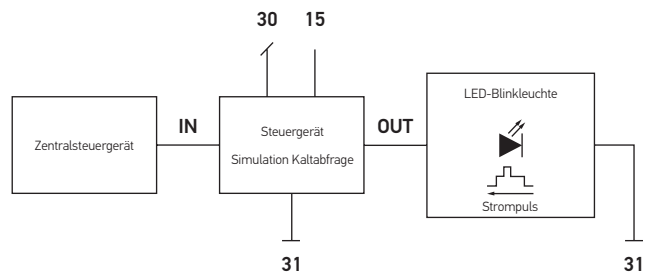 30 15
LED-Blinkleuchte
Zentralsteuergerät
IN
Steuergerät
Simulation Kaltabfrage
OUT
Strompuls
31
31